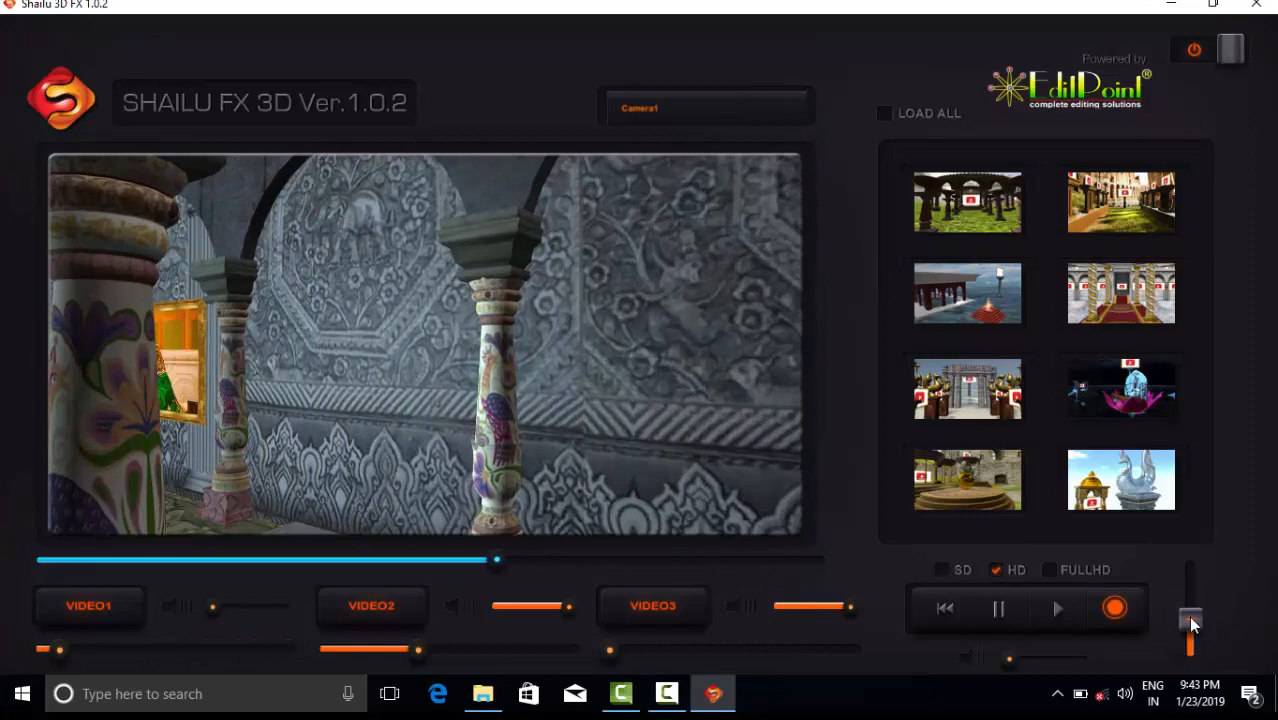 Shailu 3D FX 1.0.2
SHAILU FX 3D Ver.1.0.2
Camera1
Powered by
EditPoint®
complete editing solutions
LOAD ALL
SD
HD
FULLHD
VIDEO1
VIDEO2
VIDEO3
Type here to search
ENG
IN
9:43 PM
1/23/2019
2